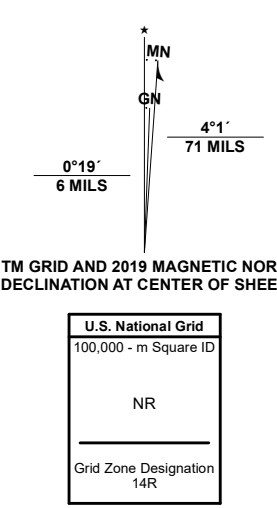 MN
GN
4°1´
71 MILS
0°19´
6 MILS
TM GRID AND 2019 MAGNETIC NOR
DECLINATION AT CENTER OF SHEE
U.S. National Grid
100,000 - m Square ID
NR
Grid Zone Designation
14R